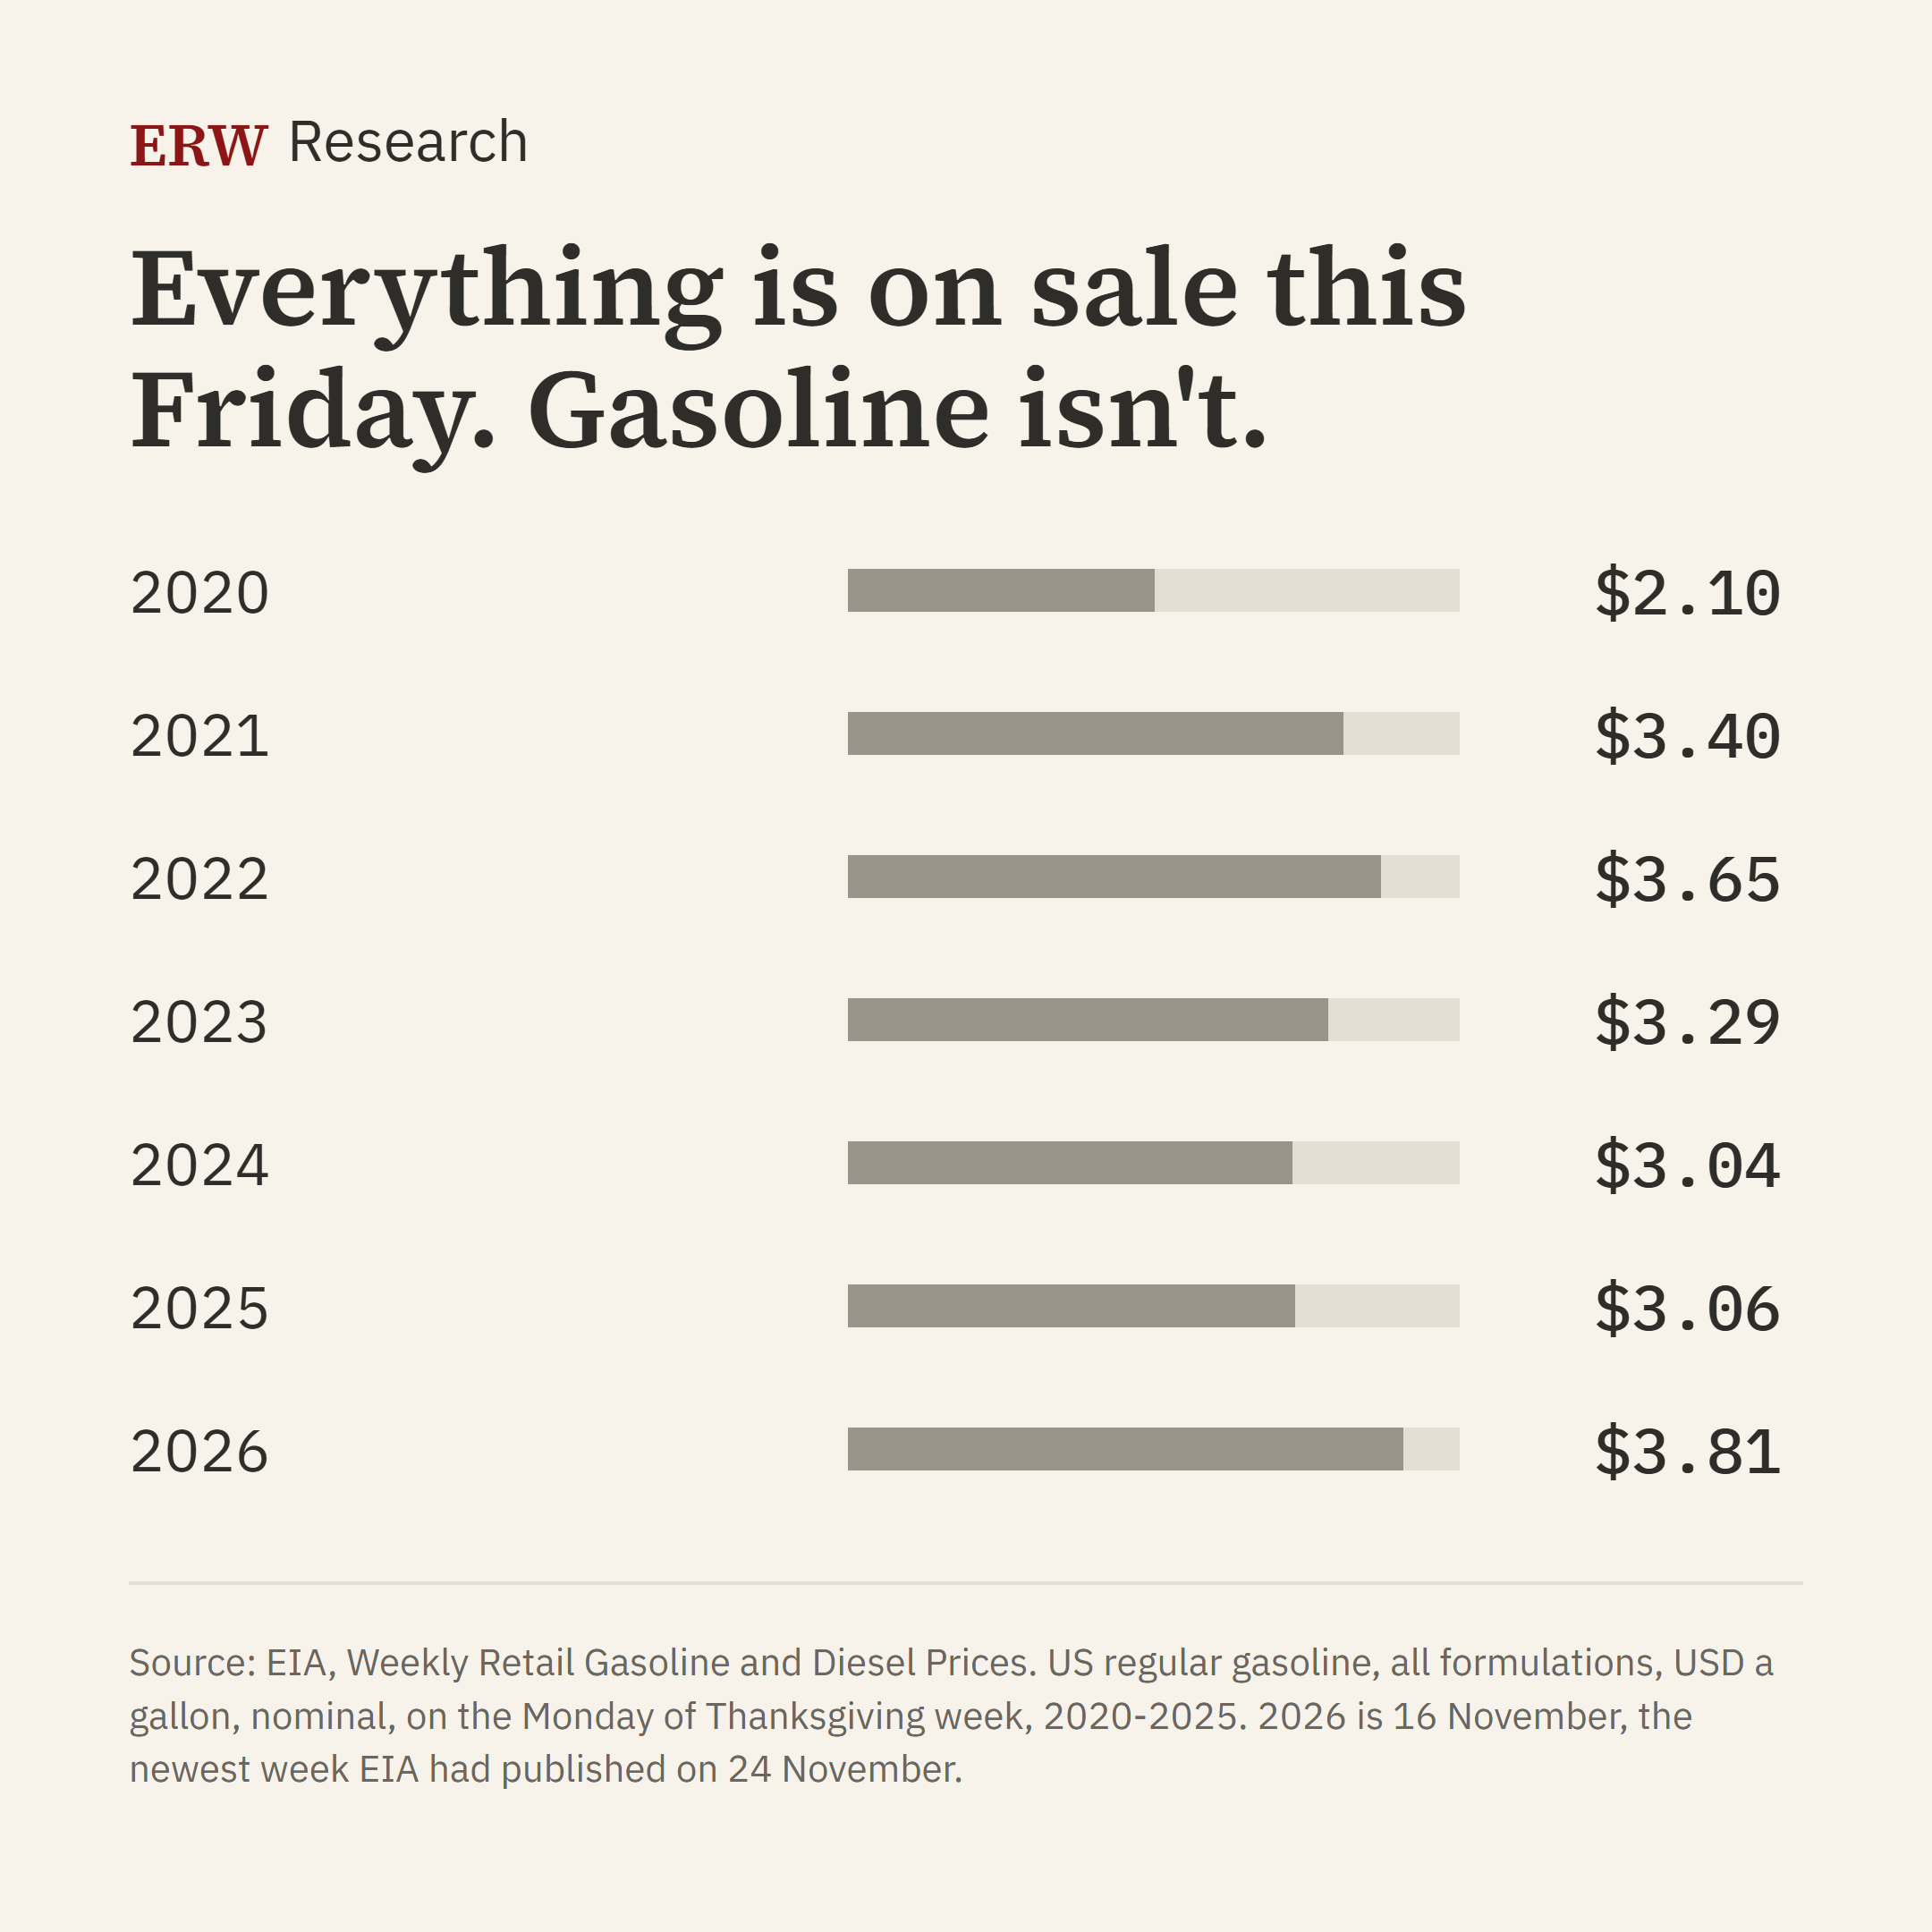 ERW Research
Everything is on sale this
Friday. Gasoline isn't.
2020 $2.10
2021 $3.40
2022 $3.65
2023 $3.29
2024 $3.04
2025 $3.06
2026 $3.81
Source: EIA, Weekly Retail Gasoline and Diesel Prices. US regular gasoline, all formulations, USD a
gallon, nominal, on the Monday of Thanksgiving week, 2020-2025. 2026 is 16 November, the
newest week EIA had published on 24 November.